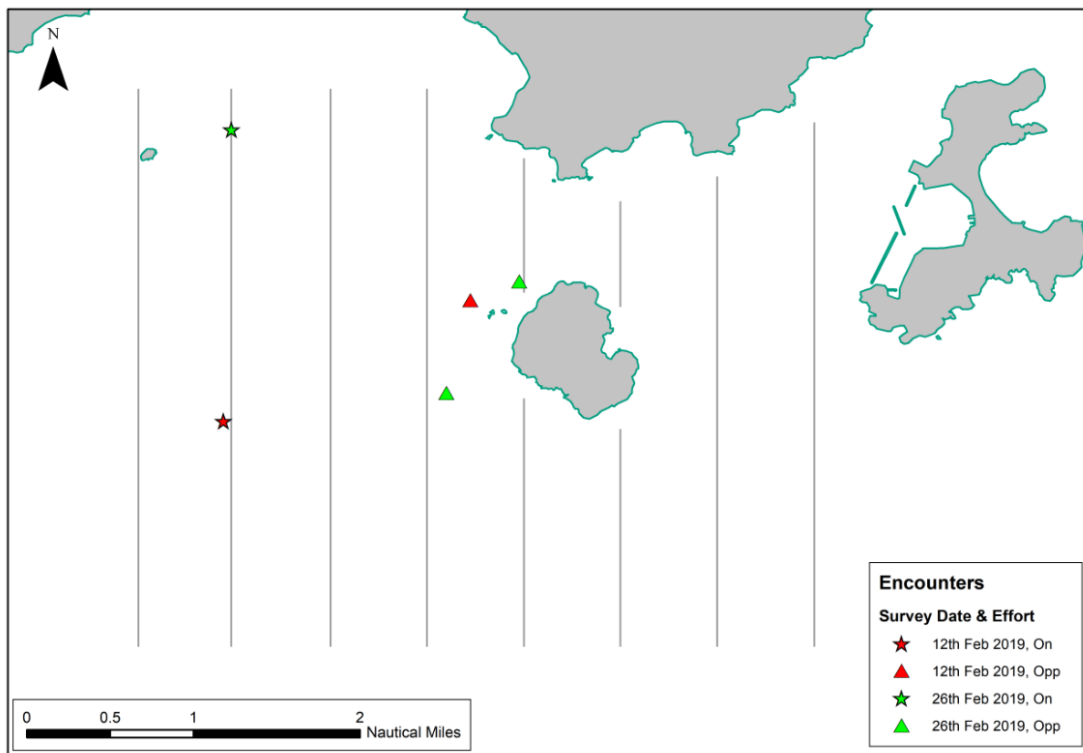 N
Encounters
Survey Date & Effort
12th Feb 2019, On
12th Feb 2019, Opp
26th Feb 2019, On
26th Feb 2019, Opp
0 0.5 1 2
Nautical Miles